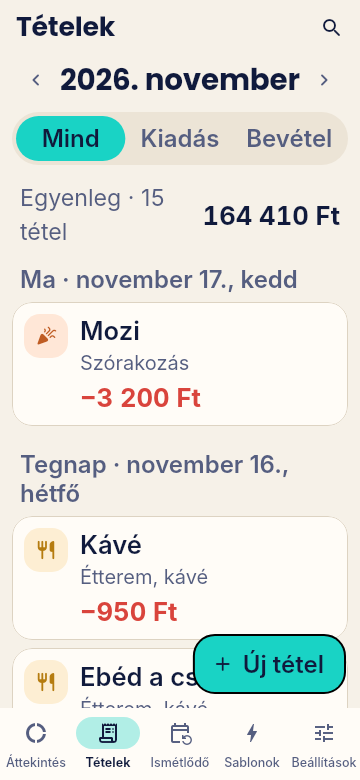 Tételek
2026. november
Mind Kiadás Bevétel
Egyenleg · 15
tétel
164 410 Ft
Ma · november 17., kedd
Mozi
Szórakozás
−3 200 Ft
Tegnap · november 16.,
hétfő
Kávé
Étterem, kávé
−950 Ft
Ebéd a
+ Új tétel
Étterem, kávé
Áttekintés Tételek Ismétlődő Sablonok Beállítások